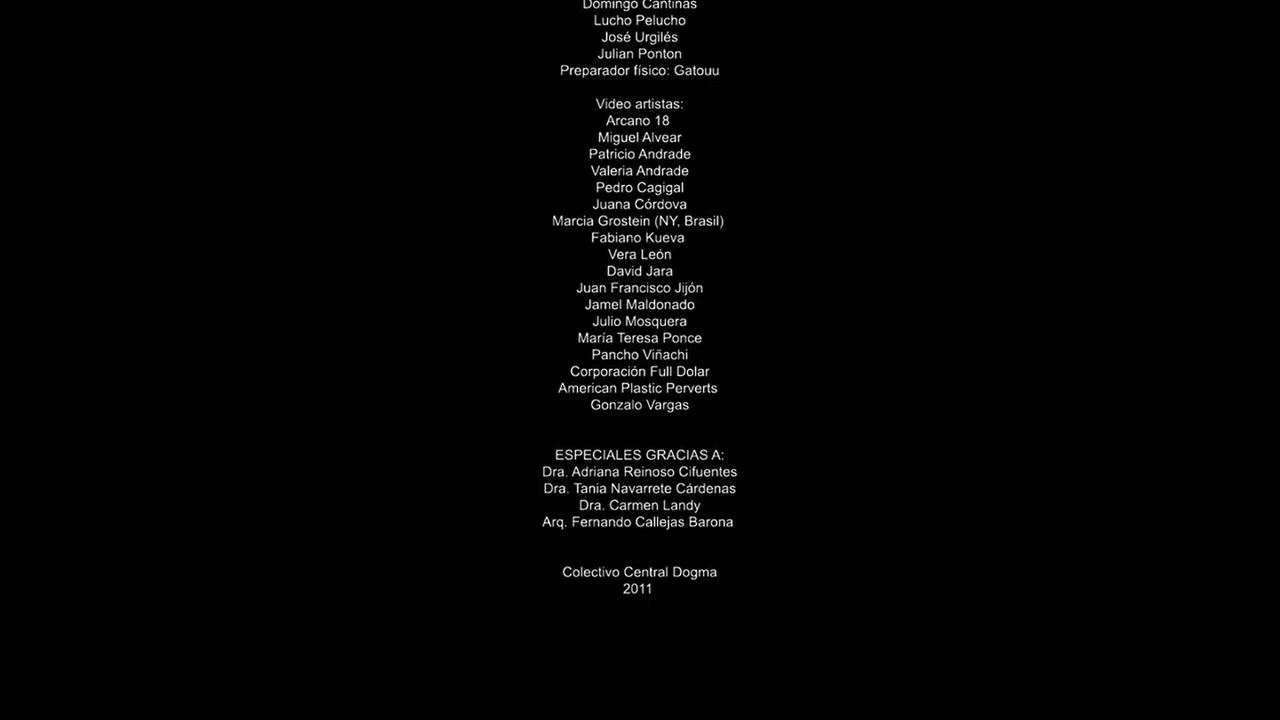 Domingo Cantinas
Lucho Pelucho
José Urgilés
Julian Ponton
Preparador físico: Gatouu
Video artistas:
Arcano 18
Miguel Alvear
Patricio Andrade
Valeria Andrade
Pedro Cagigal
Juana Córdova
Marcia Grostein (NY, Brasil)
Fabiano Kueva
Vera León
David Jara
Juan Francisco Jijón
Jamel Maldonado
Julio Mosquera
María Teresa Ponce
Pancho Viñachi
Corporación Full Dolar
American Plastic Perverts
Gonzalo Vargas
ESPECIALES GRACIAS A:
Dra. Adriana Reinoso Cifuentes
Dra. Tania Navarrete Cárdenas
Dra. Carmen Landy
Arq. Fernando Callejas Barona
Colectivo Central Dogma
2011